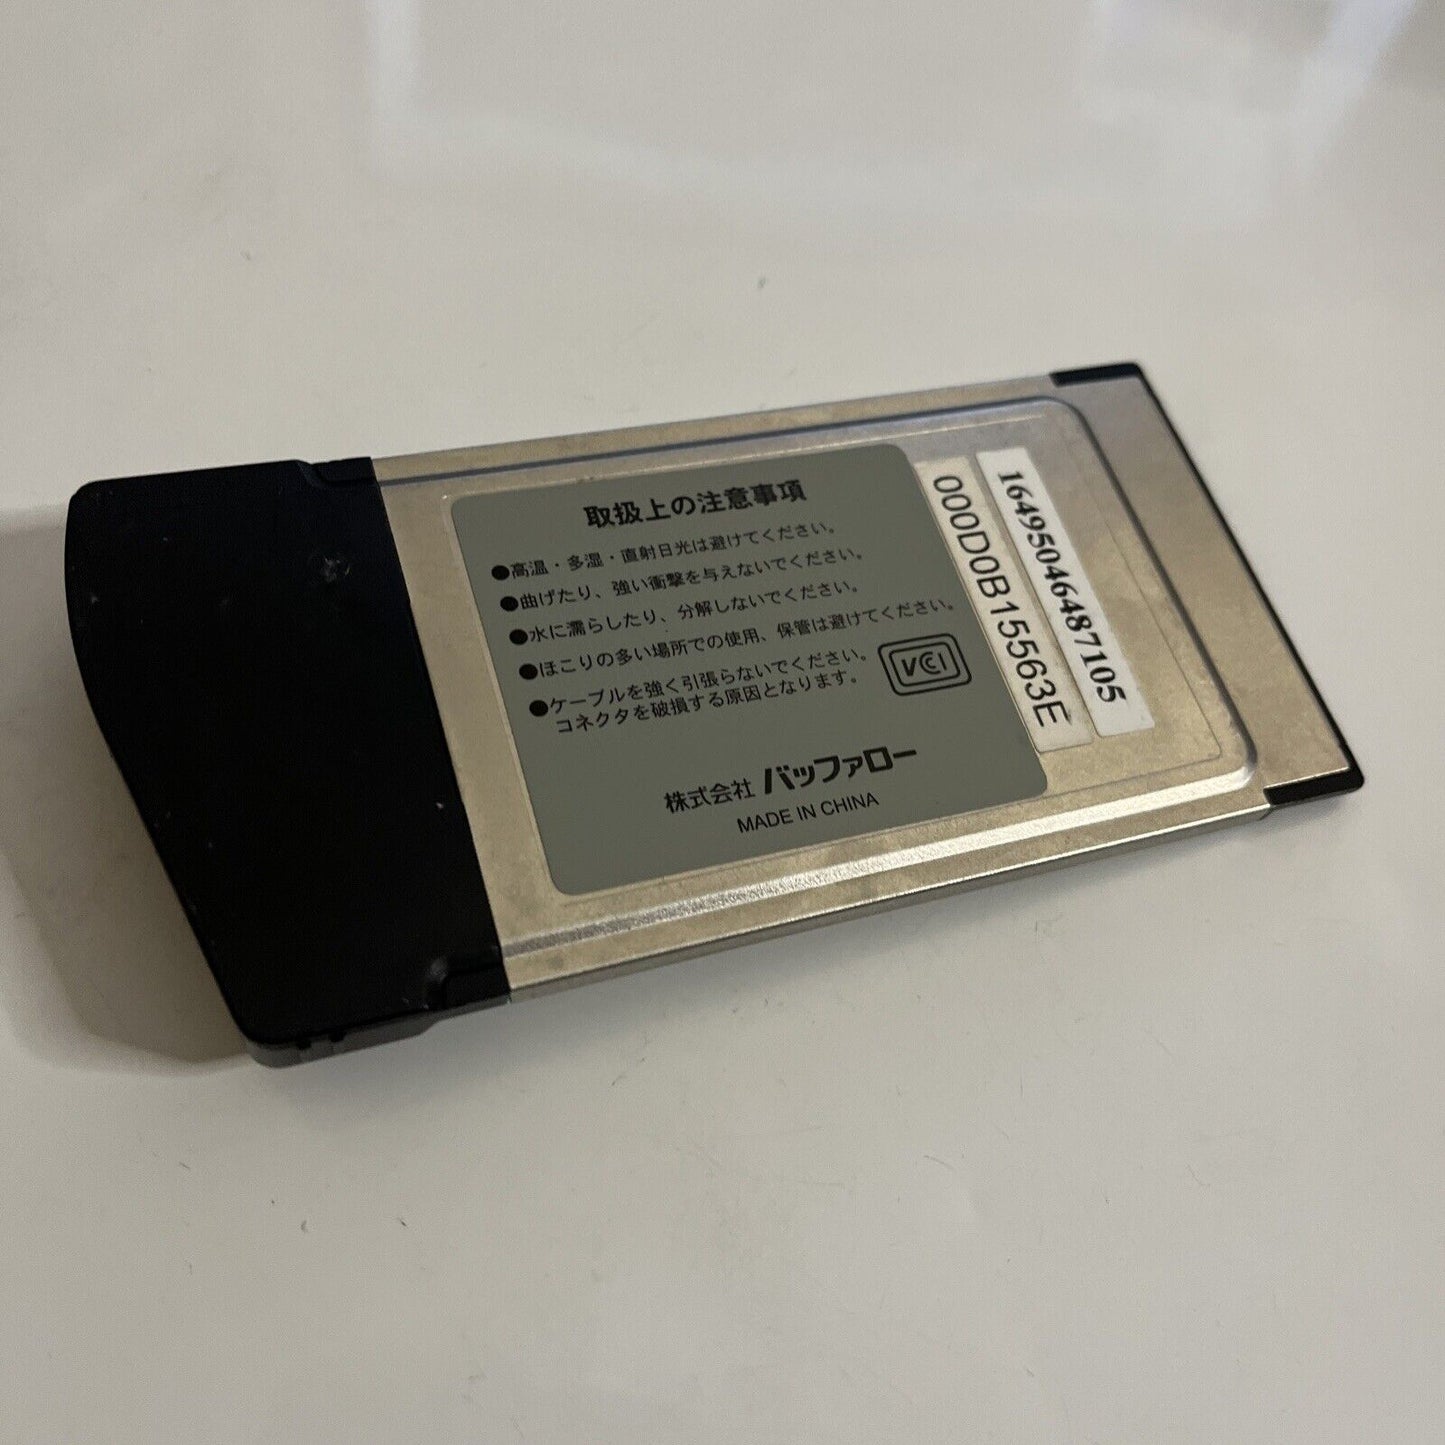 取扱上の注意事項
●高温・多湿・直射日光は避けてください。
●曲げたり、強い衝撃を与えないでください。
●水に濡らしたり、分解しないでください。
●ほこりの多い場所での使用、保管は避けてください。
●ケーブルを強く引張らないでください。
コネクタを破損する原因となります。
VCCI
株式会社 バッファロー
MADE IN CHINA
000D0B15563E
16495046487105